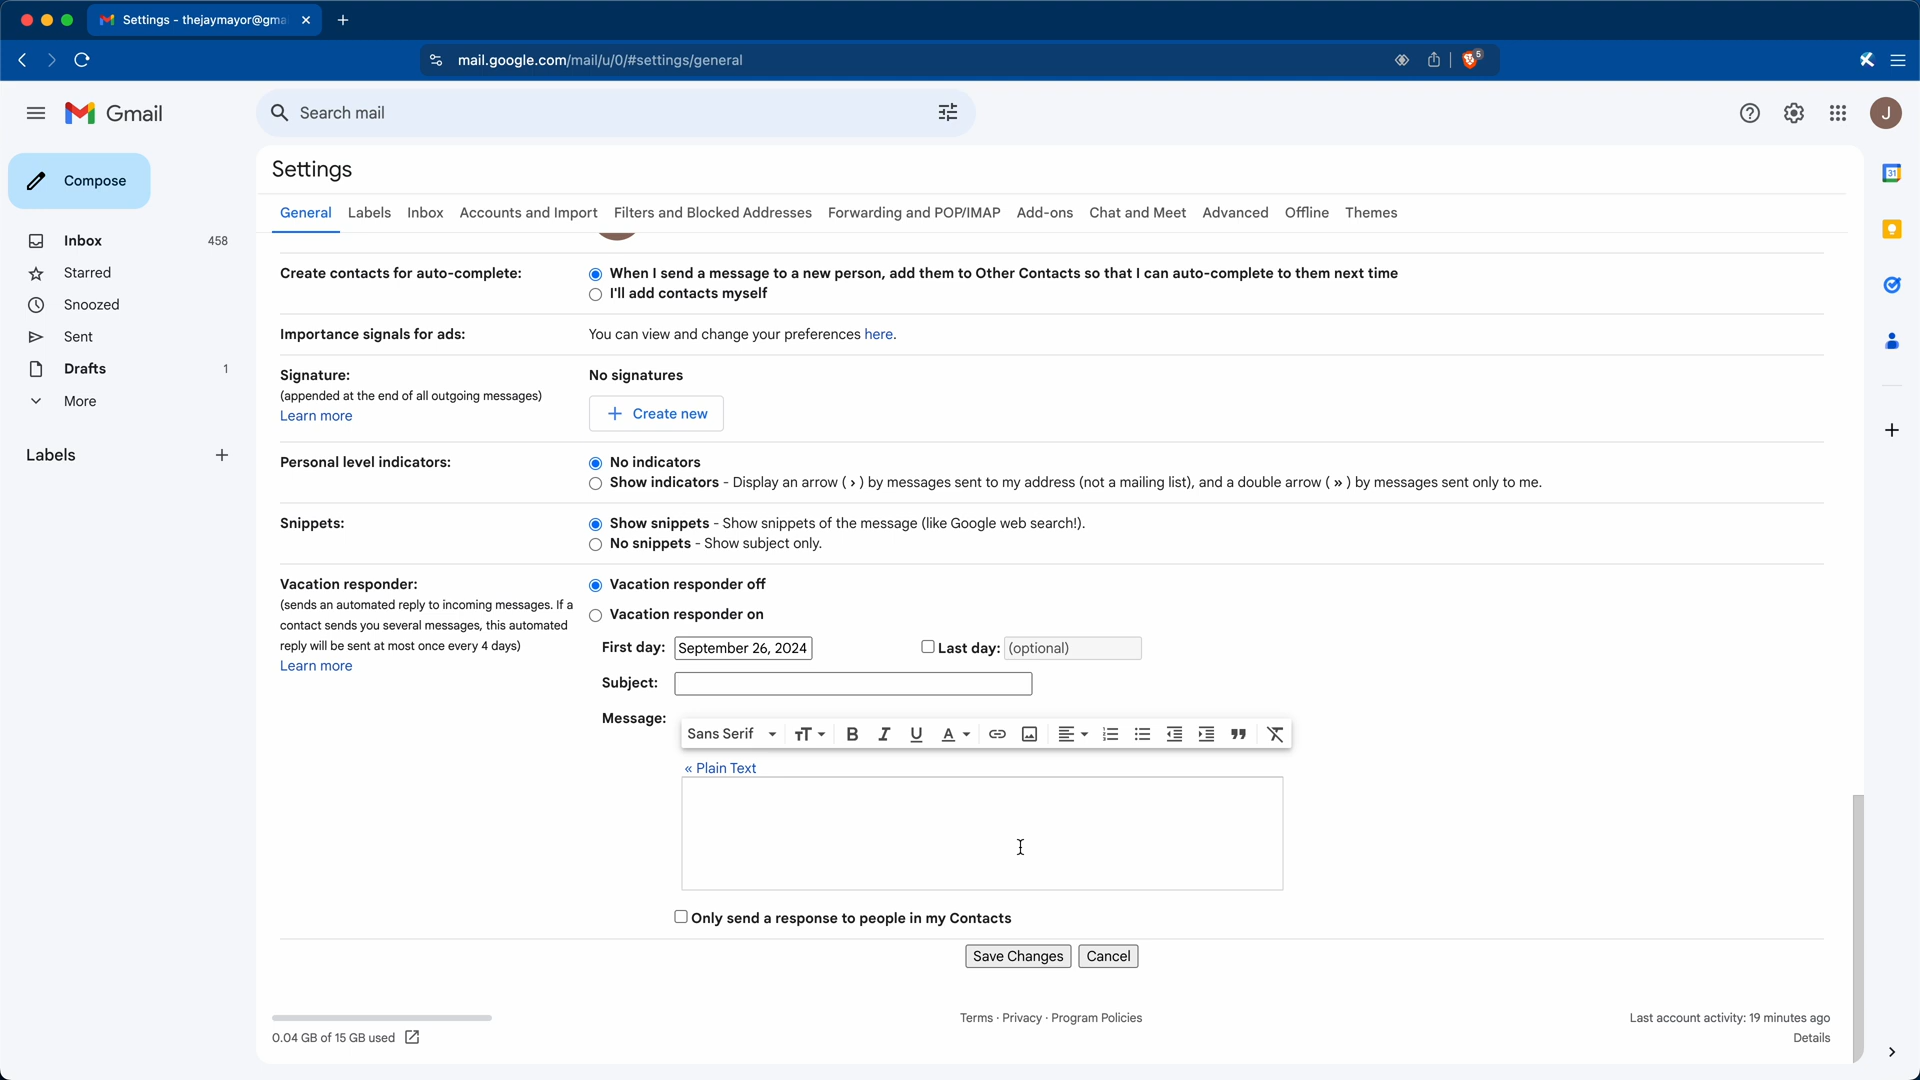 Settings - thejaymayor@gma
mail.google.com/mail/u/0/#settings/general
5
Gmail
Search mail
J
Compose
Inbox 458
Starred
Snoozed
Sent
Drafts 1
More
Labels
Settings
General Labels Inbox Accounts and Import Filters and Blocked Addresses Forwarding and POP/IMAP Add-ons Chat and Meet Advanced Offline Themes
Create contacts for auto-complete:
When I send a message to a new person, add them to Other Contacts so that I can auto-complete to them next time
I'll add contacts myself
Importance signals for ads:
You can view and change your preferences here.
Signature:
(appended at the end of all outgoing messages)
Learn more
No signatures
Create new
Personal level indicators:
No indicators
Show indicators - Display an arrow ( › ) by messages sent to my address (not a mailing list), and a double arrow ( » ) by messages sent only to me.
Snippets:
Show snippets - Show snippets of the message (like Google web search!).
No snippets - Show subject only.
Vacation responder:
(sends an automated reply to incoming messages. If a
contact sends you several messages, this automated
reply will be sent at most once every 4 days)
Learn more
Vacation responder off
Vacation responder on
First day: September 26, 2024 Last day: (optional)
Subject:
Message:
Sans Serif
« Plain Text
Only send a response to people in my Contacts
Save Changes Cancel
0.04 GB of 15 GB used
Terms · Privacy · Program Policies
Last account activity: 19 minutes ago
Details
31